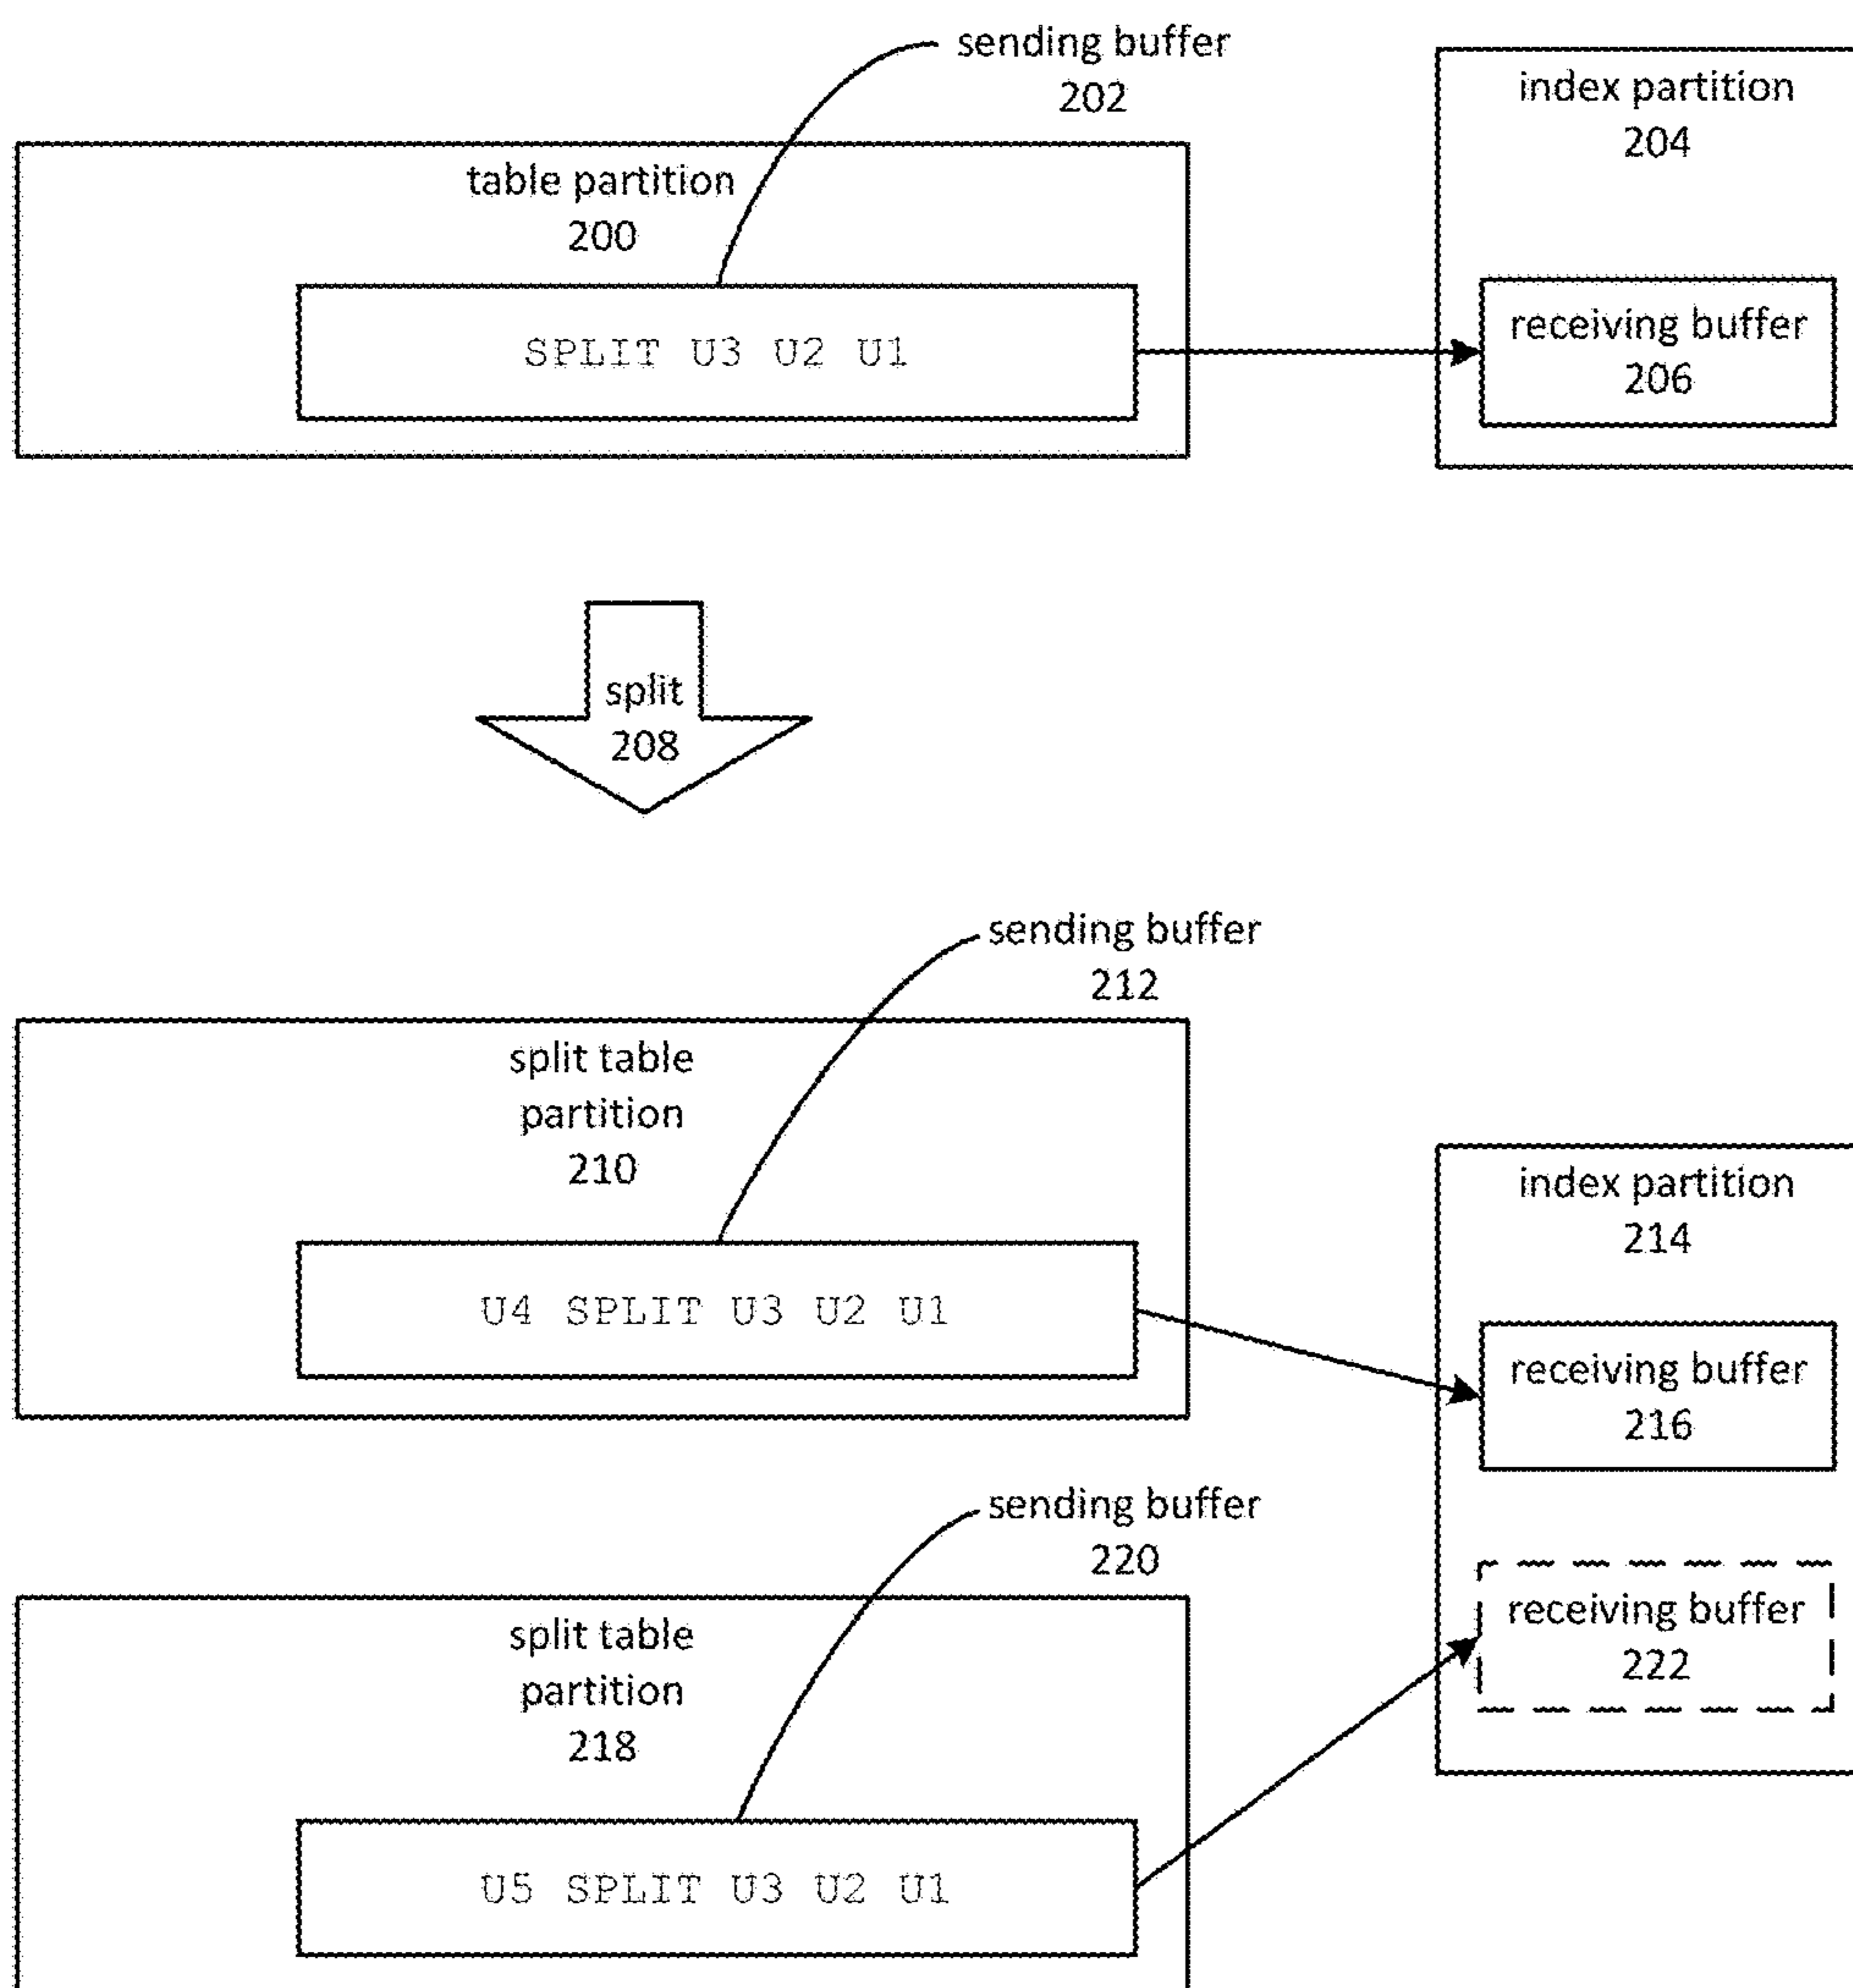 sending buffer
202
index partition
204
table partition
200
SPLIT U3 U2 U1
receiving buffer
206
split
208
sending buffer
212
split table
partition
210
index partition
214
U4 SPLIT U3 U2 U1
receiving buffer
216
sending buffer
220
split table
partition
218
receiving buffer
222
U5 SPLIT U3 U2 U1